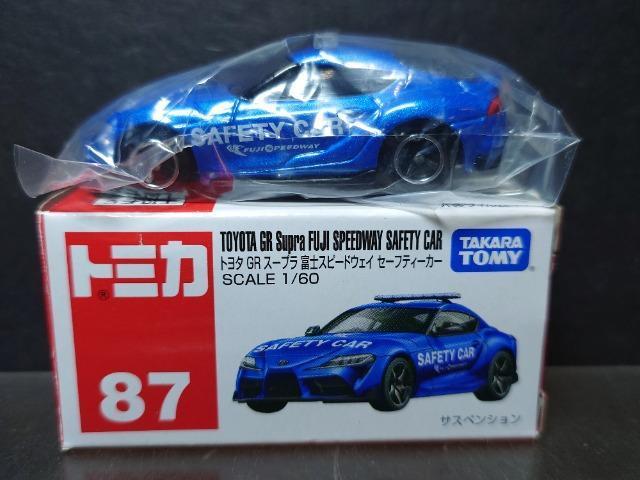 SAFETY CAR
FUJI SPEEDWAY
トミカ
TOYOTA GR Supra FUJI SPEEDWAY SAFETY CAR
トヨタ GR スープラ 富士スピードウェイ セーフティーカー
SCALE 1/60
TAKARA
TOMY
87
SAFETY CAR
サスペンション